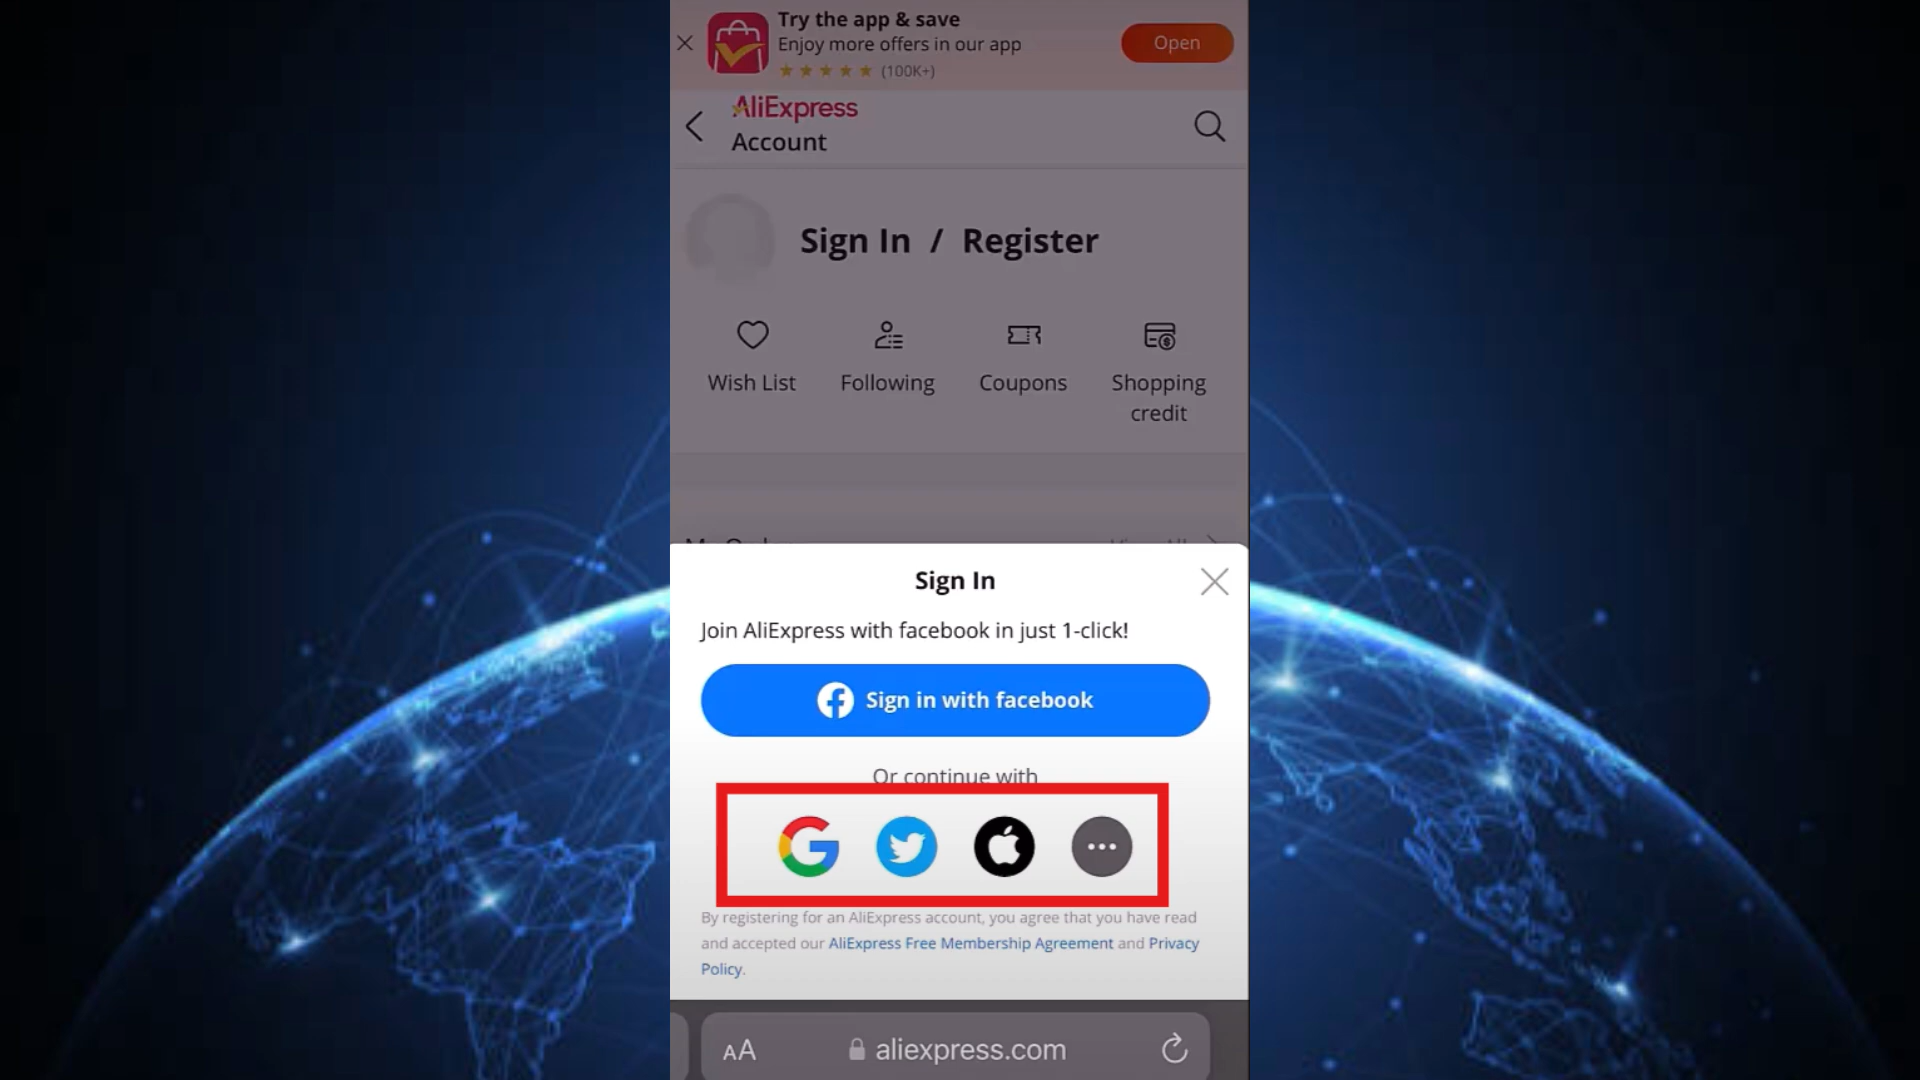 Try the app & save
Enjoy more offers in our app
Open
(100K+)
AliExpress
Account
Sign In / Register
Wish List
Following
Coupons
Shopping
credit
Sign In
Join AliExpress with facebook in just 1-click!
Sign in with facebook
Or continue with
By registering for an AliExpress account, you agree that you have read
and accepted our AliExpress Free Membership Agreement and Privacy
Policy.
AA
aliexpress.com